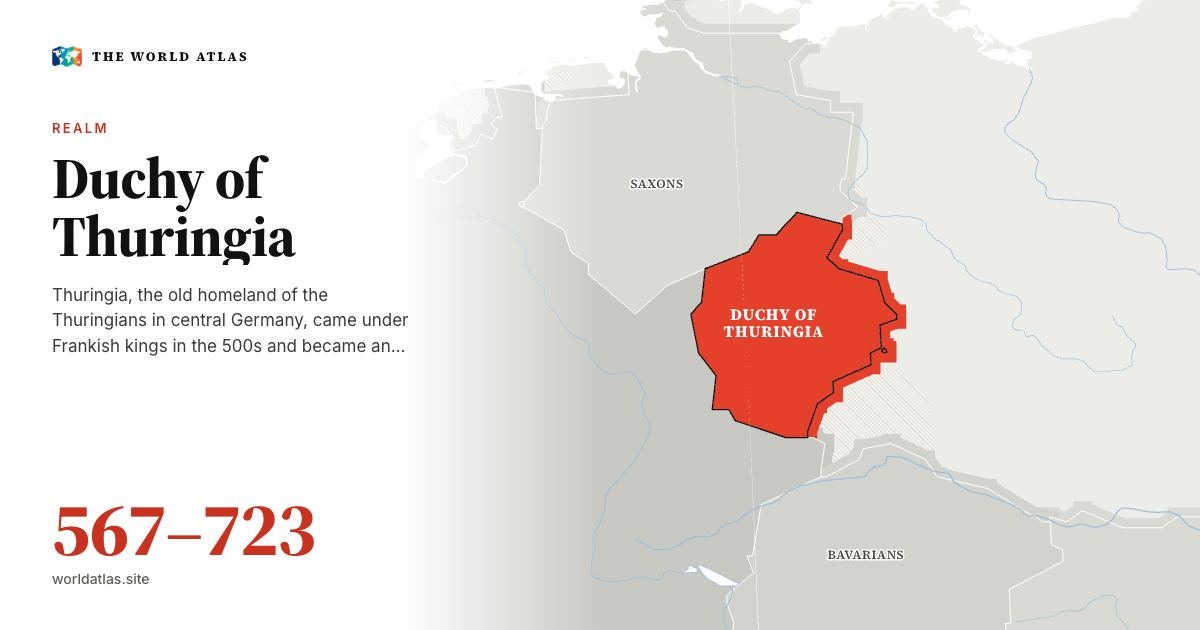 THE WORLD ATLAS
REALM
Duchy of
Thuringia
Thuringia, the old homeland of the
Thuringians in central Germany, came under
Frankish kings in the 500s and became an...
567–723
worldatlas.site
SAXONS
DUCHY OF
THURINGIA
BAVARIANS